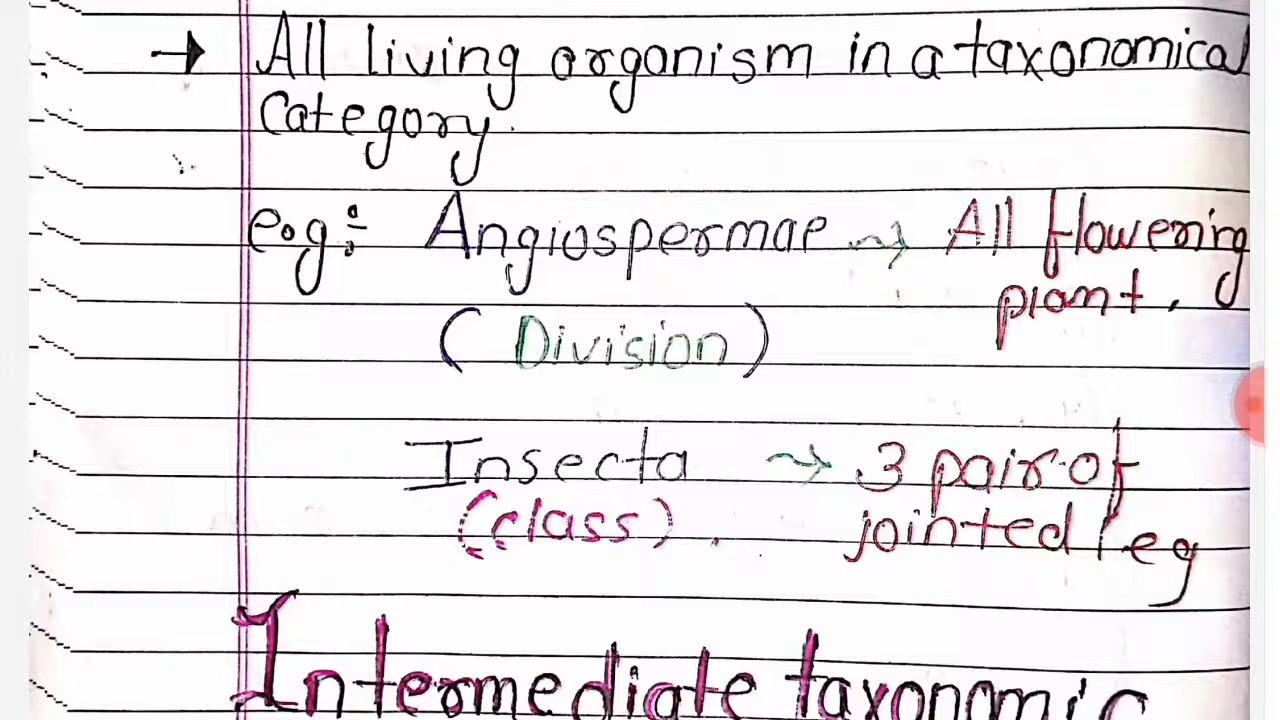 → All living organism in a taxonomical
Category.
e.g:- Angiospermae ⇝ All flowering
plant.
(Division)
Insecta ⇝ 3 pair of
(class). jointed leg
Intermediate taxonomic